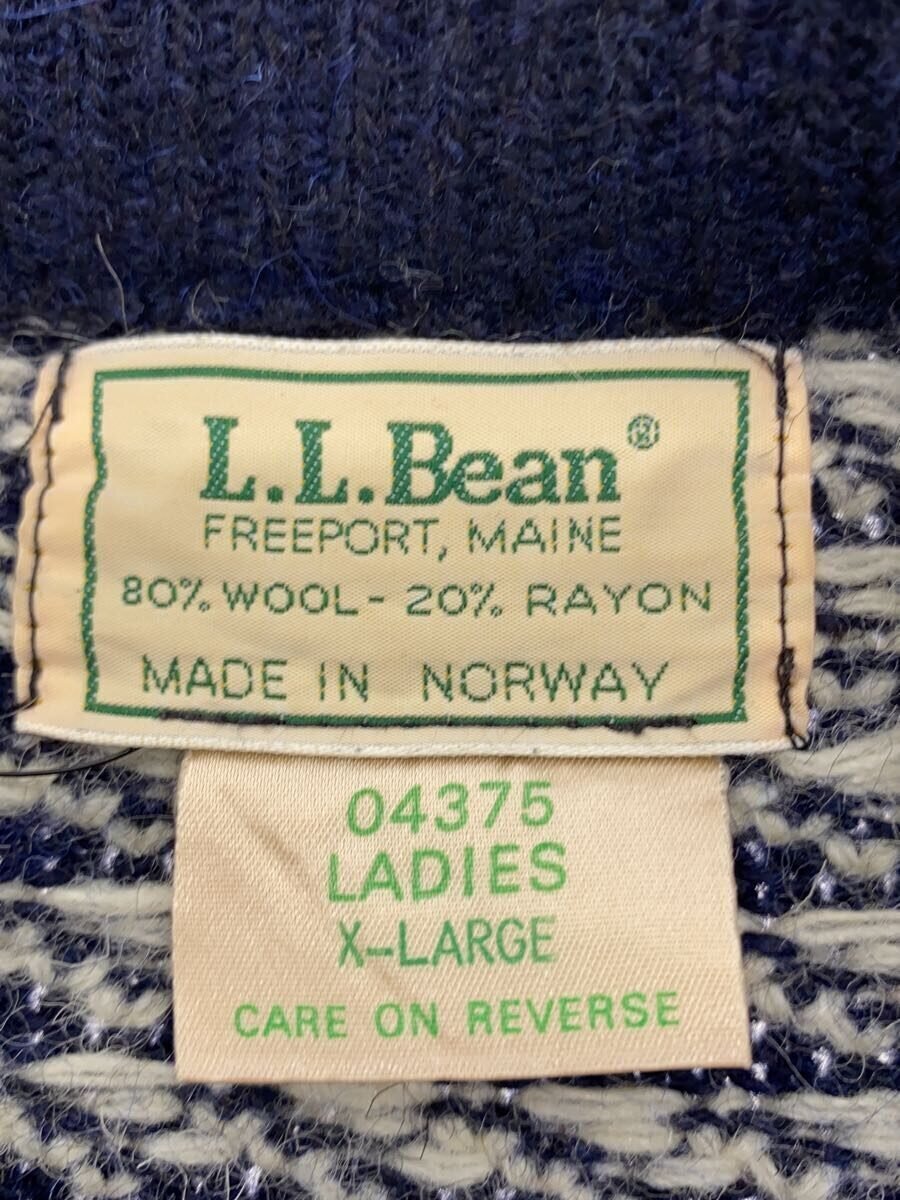 L.L.Bean®
FREEPORT, MAINE
80% WOOL - 20% RAYON
MADE IN NORWAY
04375
LADIES
X-LARGE
CARE ON REVERSE